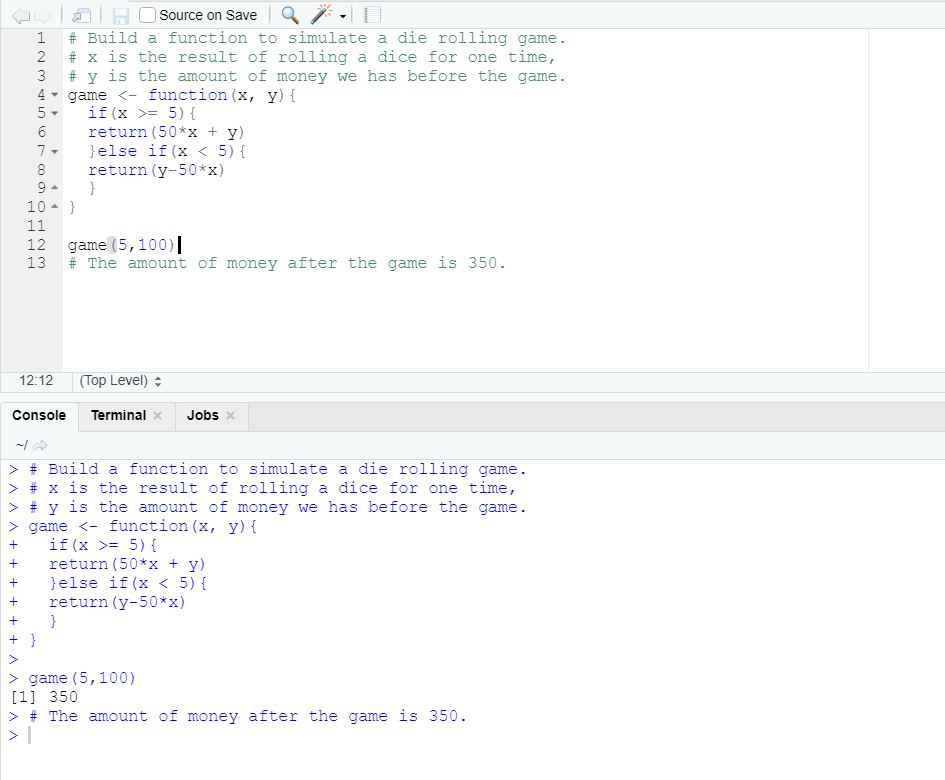 Source on Save
1 # Build a function to simulate a die rolling game.
2 # x is the result of rolling a dice for one time,
3 # y is the amount of money we has before the game.
4 game <- function(x, y){
5   if(x >= 5){
6   return(50*x + y)
7   }else if(x < 5){
8   return(y-50*x)
9   }
10 }
11
12 game(5,100)
13 # The amount of money after the game is 350.
12:12 (Top Level)
Console Terminal Jobs
~/
> # Build a function to simulate a die rolling game.
> # x is the result of rolling a dice for one time,
> # y is the amount of money we has before the game.
> game <- function(x, y){
+   if(x >= 5){
+   return(50*x + y)
+   }else if(x < 5){
+   return(y-50*x)
+   }
+ }
>
> game(5,100)
[1] 350
> # The amount of money after the game is 350.
>